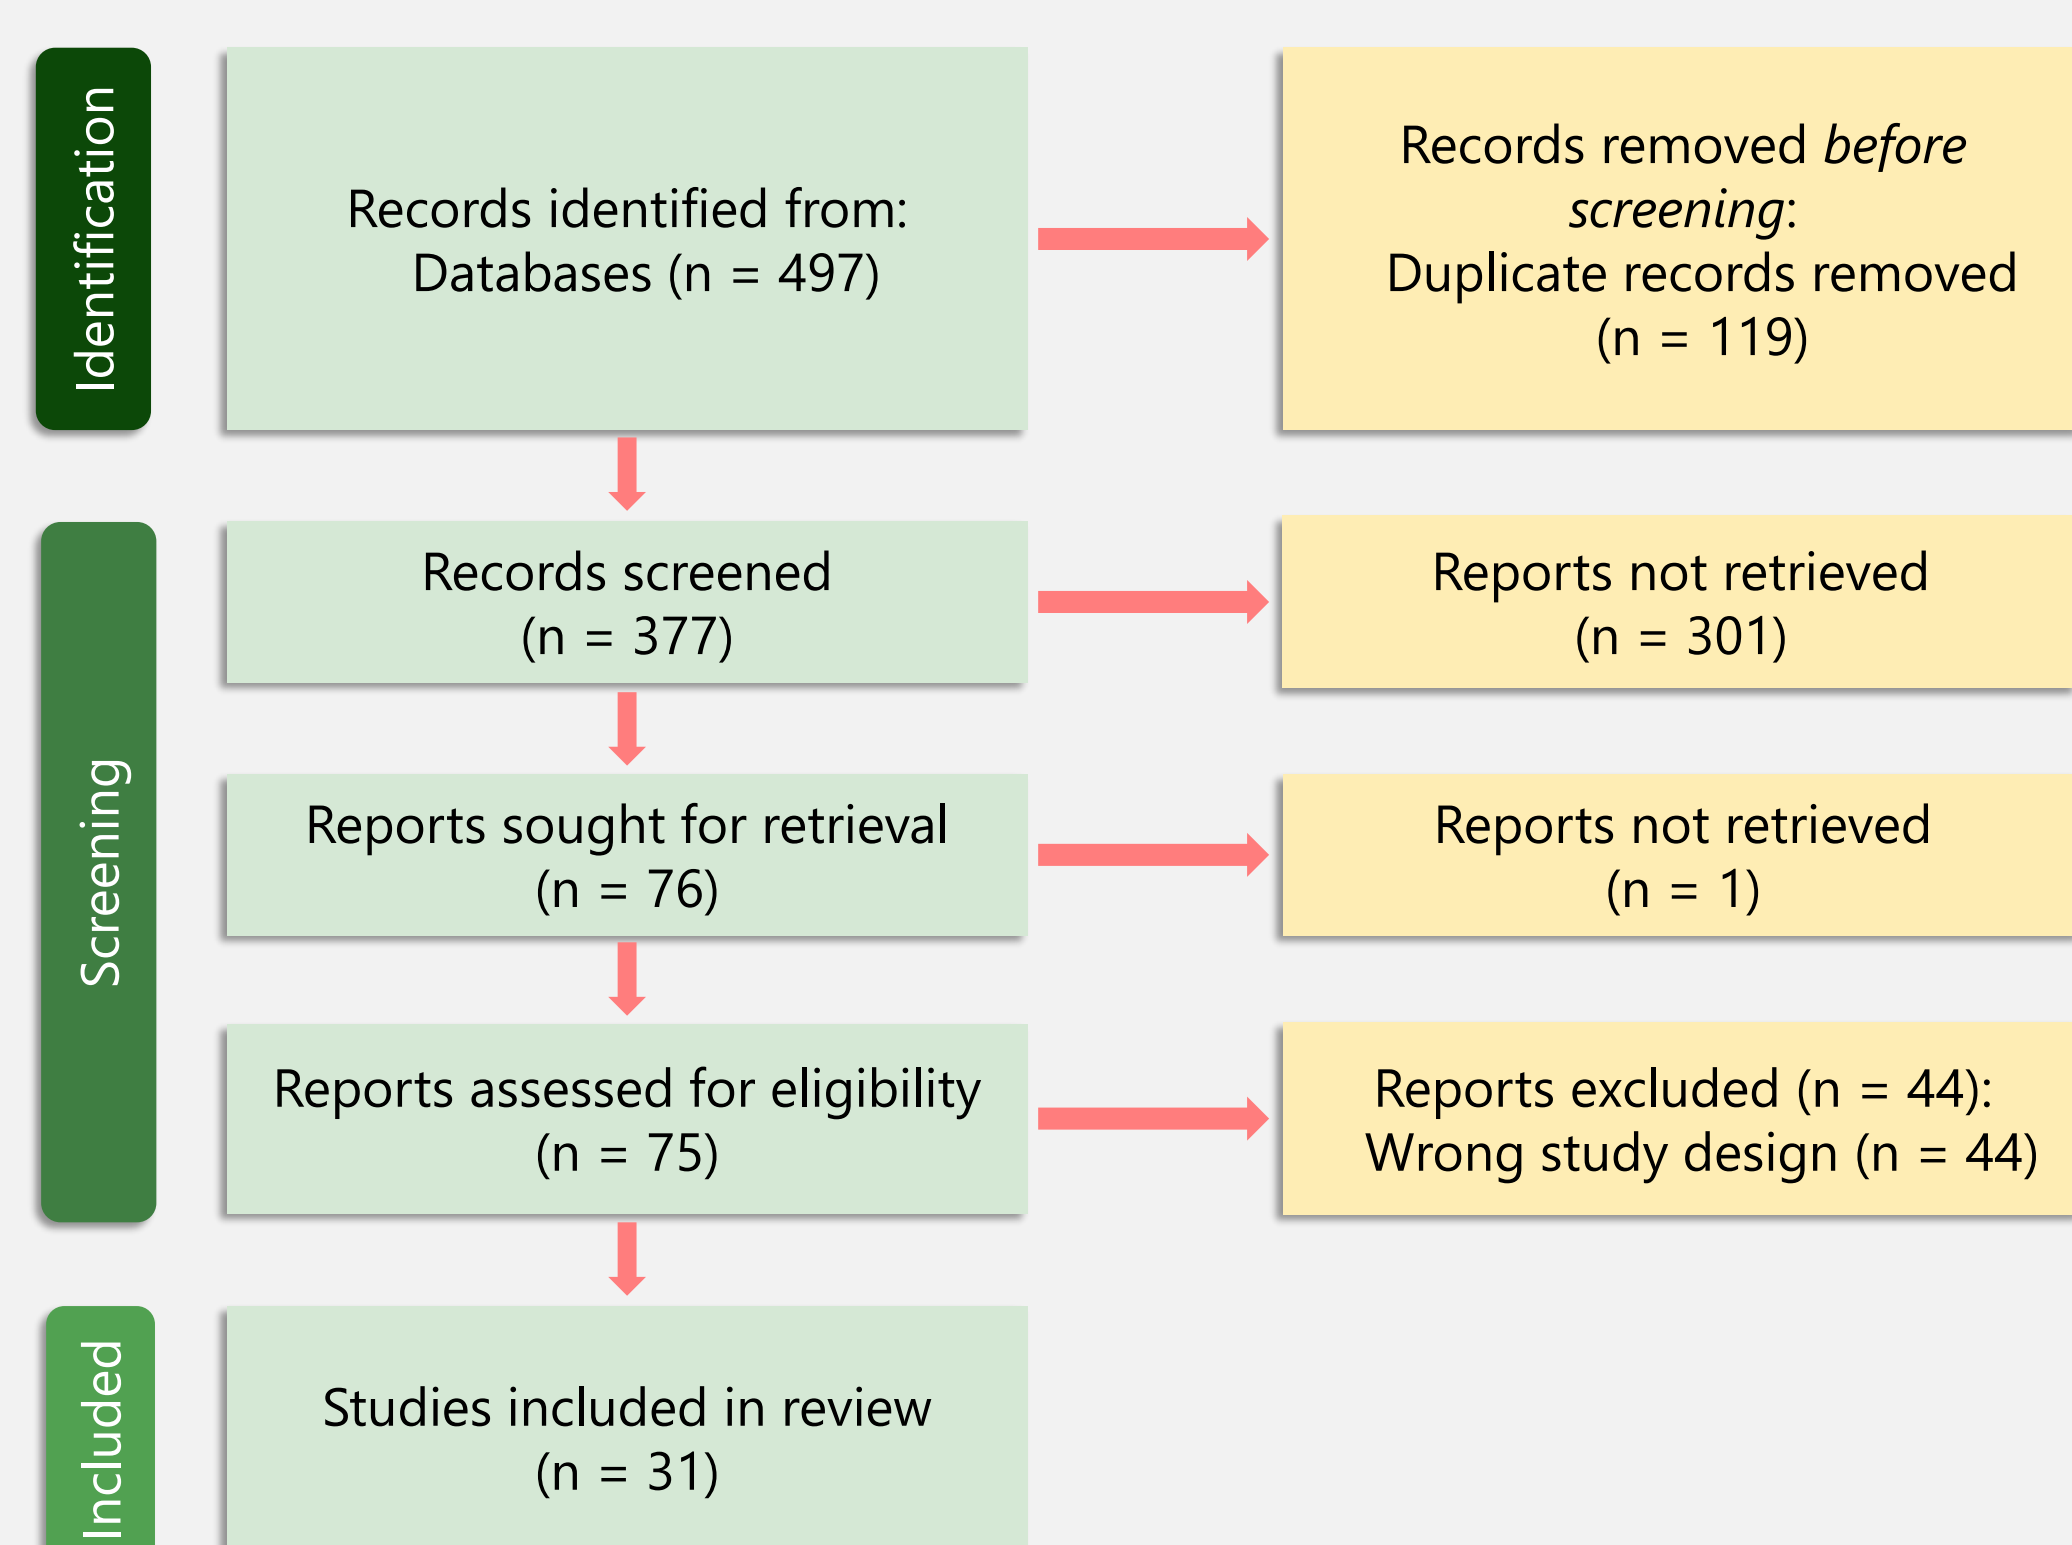 Identification
Records identified from:
Databases (n = 497)
Records removed before
screening:
Duplicate records removed
(n = 119)
Screening
Records screened
(n = 377)
Reports not retrieved
(n = 301)
Reports sought for retrieval
(n = 76)
Reports not retrieved
(n = 1)
Reports assessed for eligibility
(n = 75)
Reports excluded (n = 44):
Wrong study design (n = 44)
Included
Studies included in review
(n = 31)